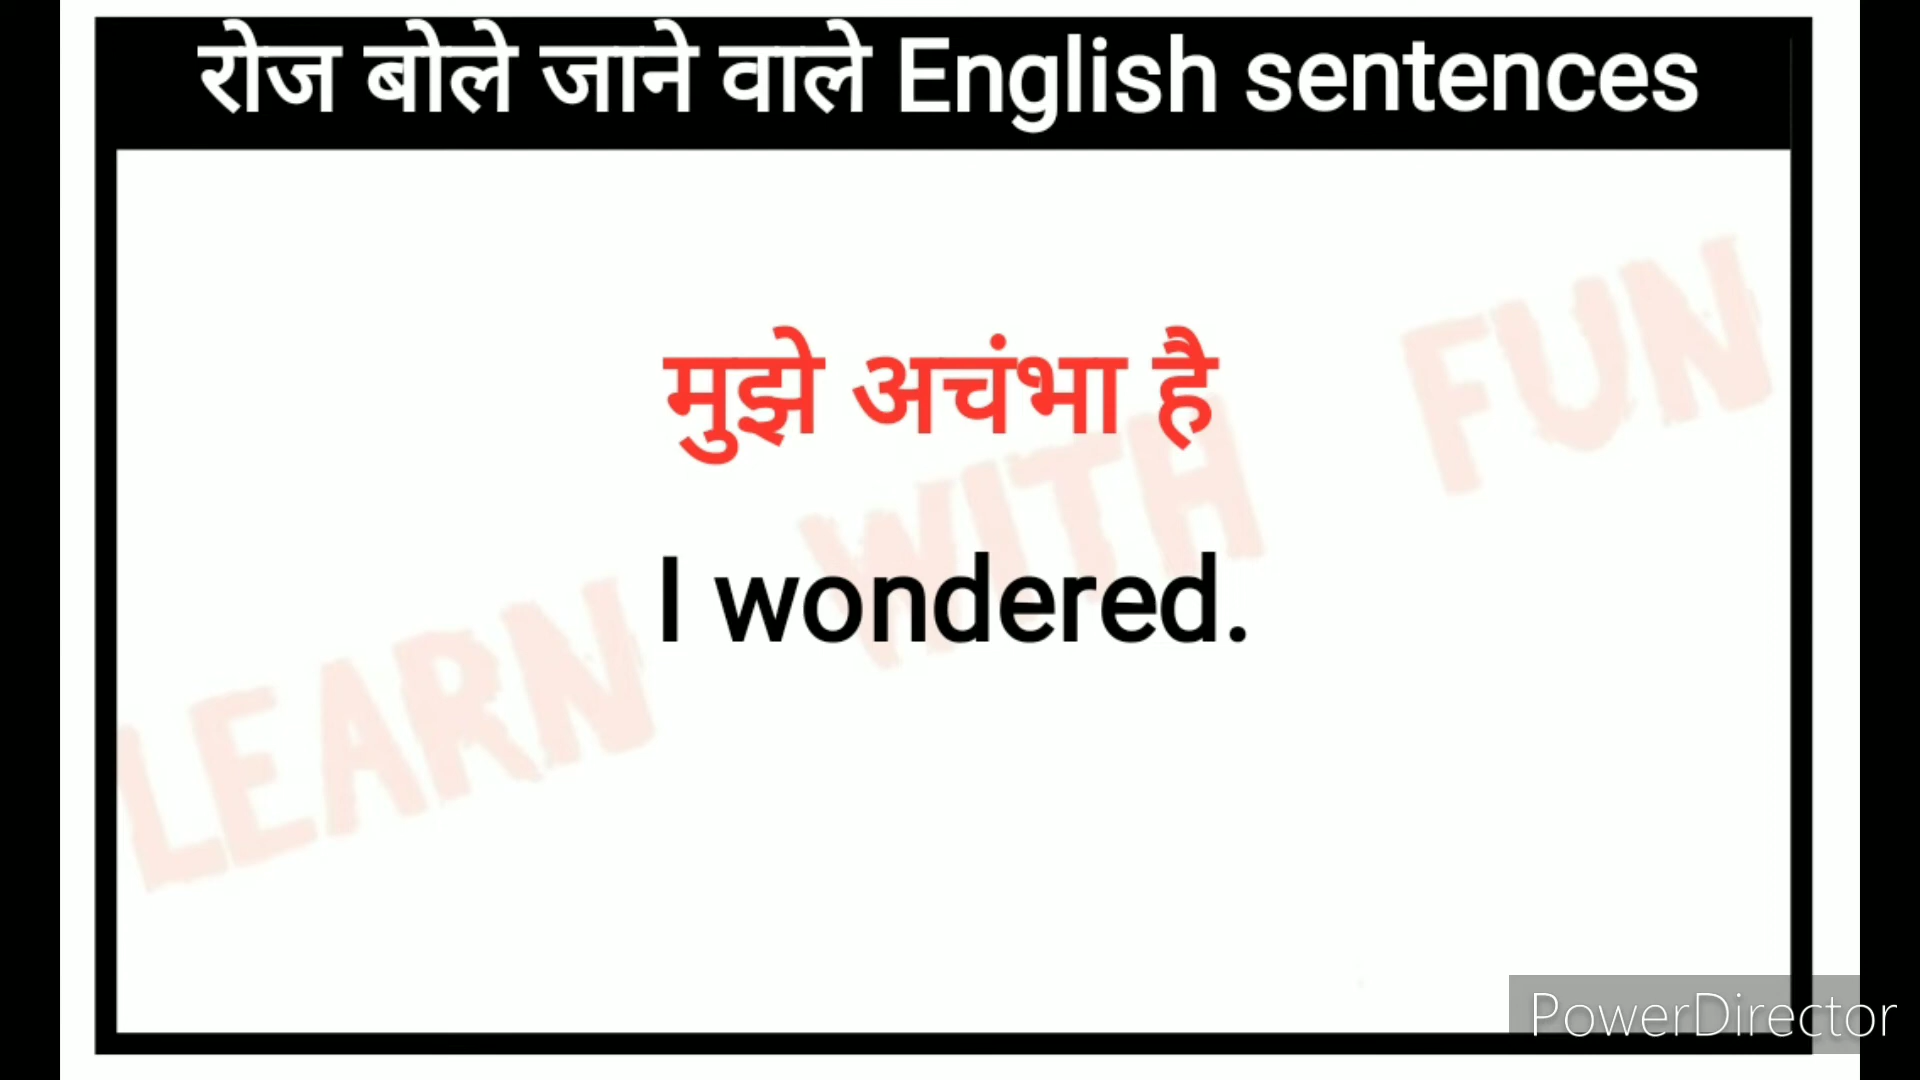 रोज बोले जाने वाले English sentences
मुझे अचंभा है
I wondered.
LEARN WITH FUN
PowerDirector